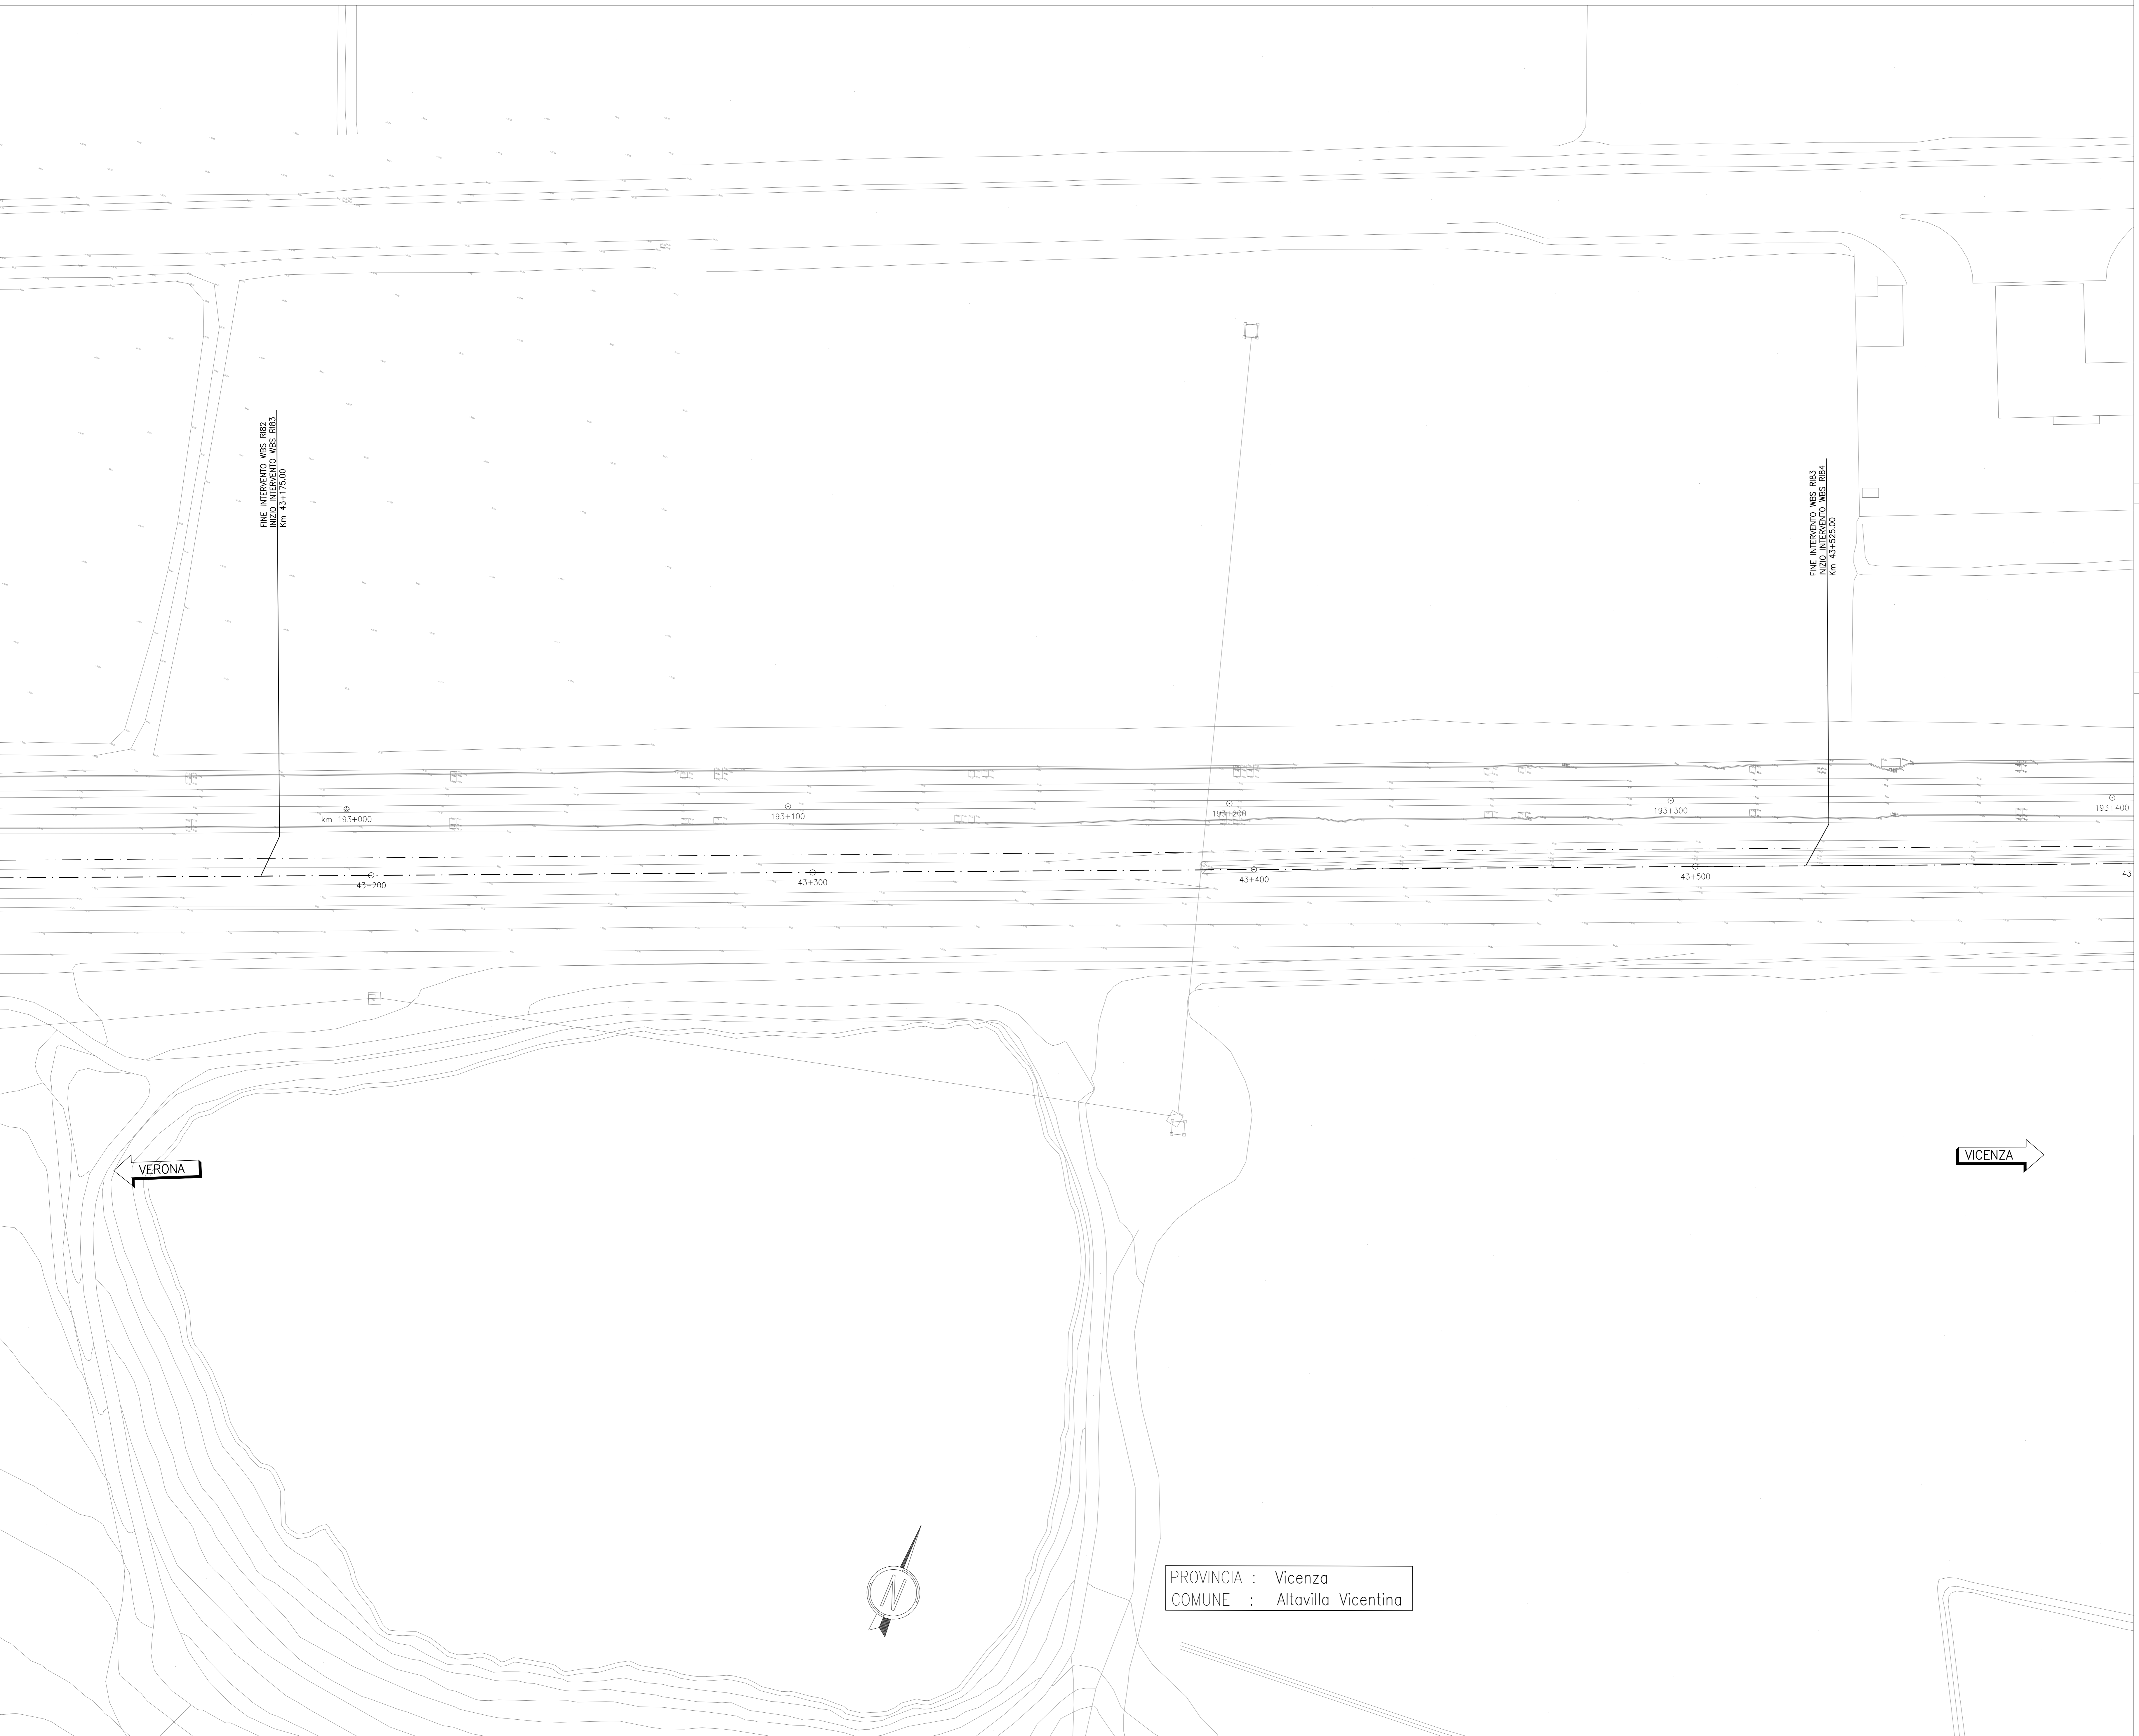 FINE INTERVENTO WBS RI82
INIZIO INTERVENTO WBS RI83
Km 43+175.00
FINE INTERVENTO WBS RI83
INIZIO INTERVENTO WBS RI84
Km 43+525.00
km 193+000
193+100
193+200
193+300
193+400
43+200
43+300
43+400
43+500
43+
VERONA
VICENZA
N
PROVINCIA : Vicenza
COMUNE : Altavilla Vicentina